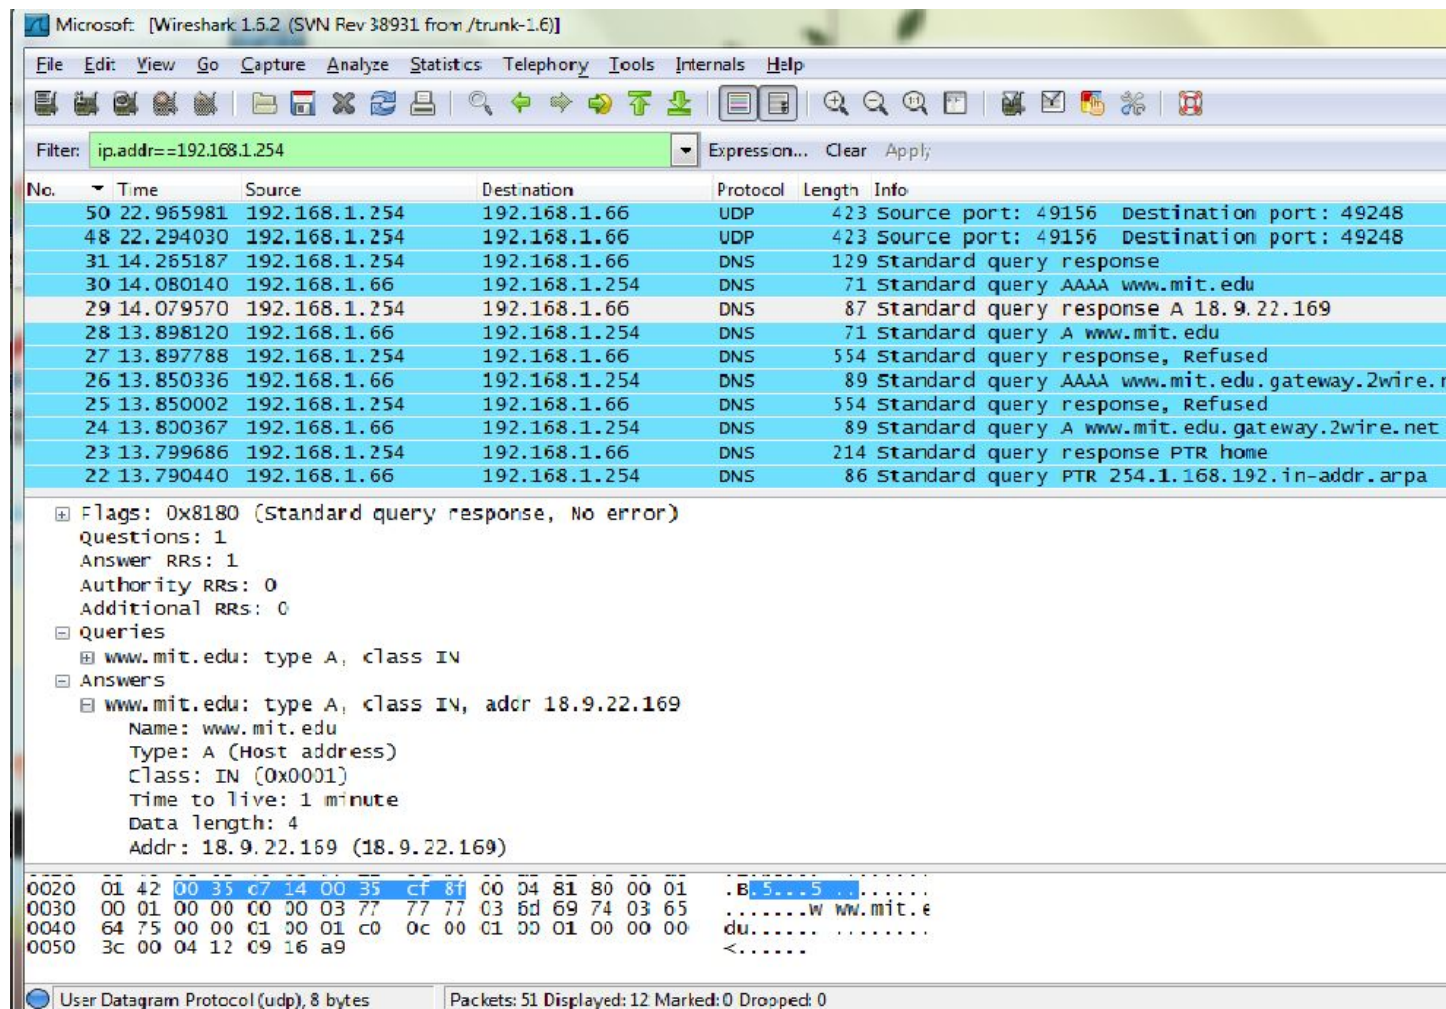 Microsoft: [Wireshark 1.6.2 (SVN Rev 38931 from /trunk-1.6)]
File Edit View Go Capture Analyze Statistics Telephony Tools Internals Help
Filter: ip.addr==192.168.1.254 Expression... Clear Apply
No. Time Source Destination Protocol Length Info
50 22.965981 192.168.1.254 192.168.1.66 UDP 423 Source port: 49156 Destination port: 49248
48 22.294030 192.168.1.254 192.168.1.66 UDP 423 Source port: 49156 Destination port: 49248
31 14.265187 192.168.1.254 192.168.1.66 DNS 129 Standard query response
30 14.080140 192.168.1.66 192.168.1.254 DNS 71 Standard query AAAA www.mit.edu
29 14.079570 192.168.1.254 192.168.1.66 DNS 87 Standard query response A 18.9.22.169
28 13.898120 192.168.1.66 192.168.1.254 DNS 71 Standard query A www.mit.edu
27 13.897788 192.168.1.254 192.168.1.66 DNS 554 Standard query response, Refused
26 13.850336 192.168.1.66 192.168.1.254 DNS 89 Standard query AAAA www.mit.edu.gateway.2wire.
25 13.850002 192.168.1.254 192.168.1.66 DNS 554 Standard query response, Refused
24 13.800367 192.168.1.66 192.168.1.254 DNS 89 Standard query A www.mit.edu.gateway.2wire.net
23 13.799686 192.168.1.254 192.168.1.66 DNS 214 Standard query response PTR home
22 13.790440 192.168.1.66 192.168.1.254 DNS 86 Standard query PTR 254.1.168.192.in-addr.arpa
Flags: 0x8180 (Standard query response, No error)
Questions: 1
Answer RRs: 1
Authority RRs: 0
Additional RRs: 0
Queries
www.mit.edu: type A, class IN
Answers
www.mit.edu: type A, class IN, addr 18.9.22.169
Name: www.mit.edu
Type: A (Host address)
Class: IN (0x0001)
Time to live: 1 minute
Data length: 4
Addr: 18.9.22.169 (18.9.22.169)
0020 01 42 00 35 d7 14 00 35 cf 8f 00 04 81 80 00 01 .B.5...5 ........
0030 00 01 00 00 00 00 03 77 77 77 03 6d 69 74 03 65 .......w ww.mit.e
0040 64 75 00 00 01 00 01 c0 0c 00 01 00 01 00 00 00 du...... ........
0050 3c 00 04 12 09 16 a9 <......
User Datagram Protocol (udp), 8 bytes Packets: 51 Displayed: 12 Marked: 0 Dropped: 0